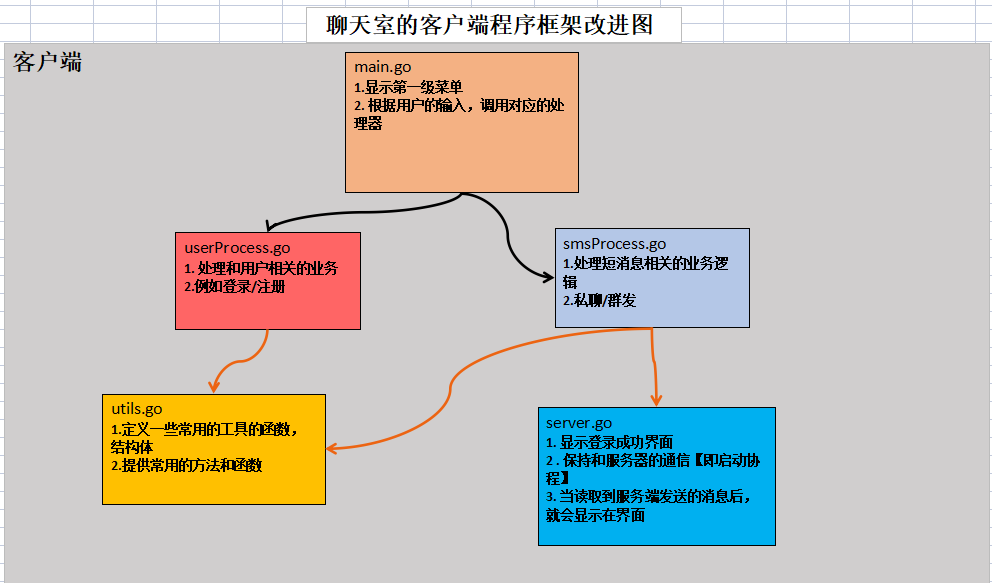 聊天室的客户端程序框架改进图
客户端
main.go
1.显示第一级菜单
2. 根据用户的输入，调用对应的处
理器
userProcess.go
1. 处理和用户相关的业务
2.例如登录/注册
smsProcess.go
1.处理短消息相关的业务逻
辑
2.私聊/群发
utils.go
1.定义一些常用的工具的函数，
结构体
2.提供常用的方法和函数
server.go
1. 显示登录成功界面
2 . 保持和服务器的通信【即启动协
程】
3. 当读取到服务端发送的消息后，
就会显示在界面